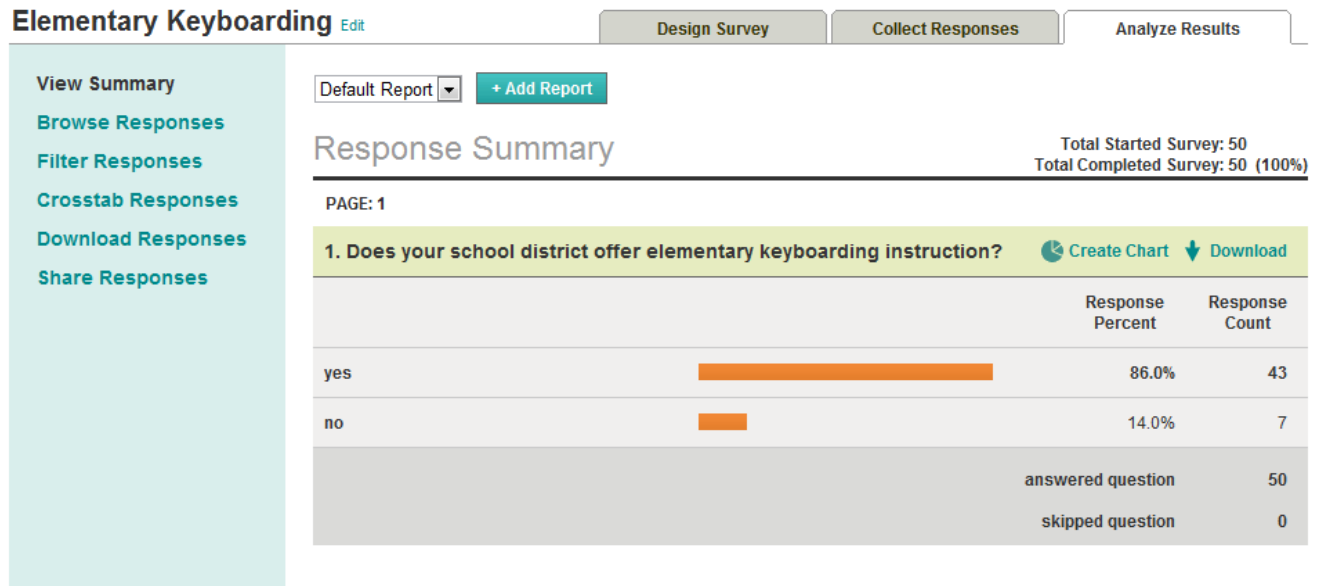 Elementary Keyboarding Edit
Design Survey
Collect Responses
Analyze Results
View Summary
Browse Responses
Filter Responses
Crosstab Responses
Download Responses
Share Responses
Default Report
+ Add Report
Response Summary
Total Started Survey: 50
Total Completed Survey: 50 (100%)
PAGE: 1
1. Does your school district offer elementary keyboarding instruction?
Create Chart
Download
Response Percent
Response Count
yes 86.0% 43
no 14.0% 7
answered question 50
skipped question 0